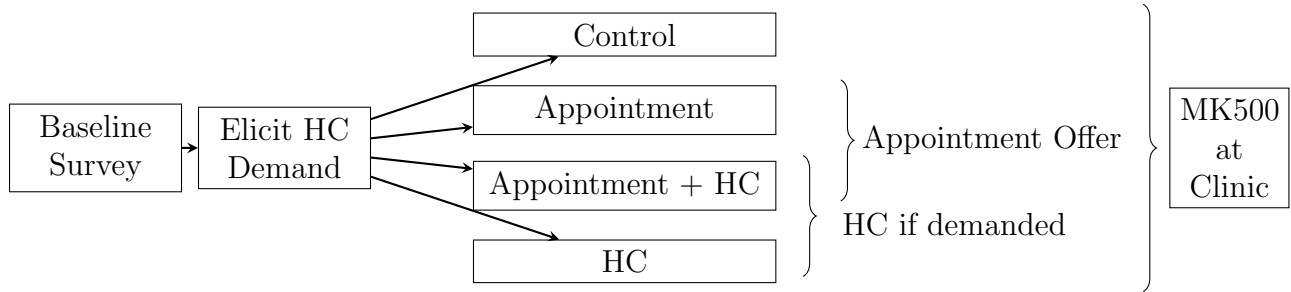 Baseline
Survey
Elicit HC
Demand
Control
Appointment
Appointment + HC
HC
Appointment Offer
HC if demanded
MK500
at
Clinic